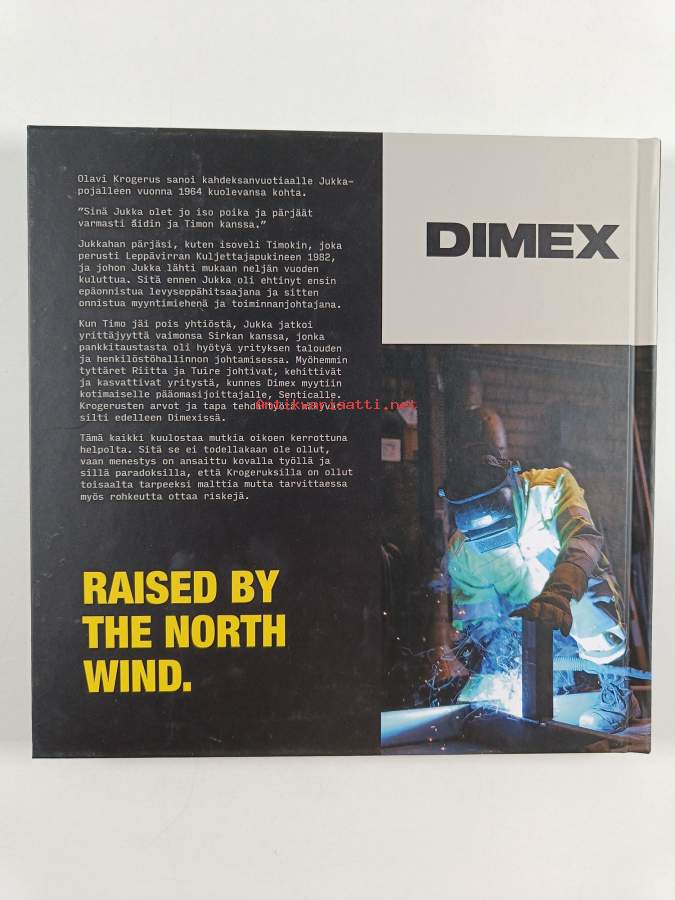 Olavi Krogerus sanoi kahdeksanvuotiaalle Jukka-
pojalleen vuonna 1964 kuolevansa kohta.
”Sinä Jukka olet jo iso poika ja pärjäät
varmasti äidin ja Timon kanssa.”
Jukkahan pärjäsi, kuten isoveli Timokin, joka
perusti Leppävirran Kuljettajapukineen 1982,
ja johon Jukka lähti mukaan neljän vuoden
kuluttua. Sitä ennen Jukka oli ehtinyt ensin
epäonnistua levyseppähitsaajana ja sitten
onnistua myyntimiehenä ja toiminnanjohtajana.
Kun Timo jäi pois yhtiöstä, Jukka jatkoi
yrittäjyyttä vaimonsa Sirkan kanssa, jonka
pankkitaustasta oli hyötyä yrityksen talouden
ja henkilöstöhallinnon johtamisessa. Myöhemmin
tyttäret Riitta ja Tuire johtivat, kehittivät
ja kasvattivat yritystä, kunnes Dimex myytiin
kotimaiselle pääomasijoittajalle, Senticalle.
Krogerusten arvot ja tapa tehdä työtä
silti edelleen Dimexissä.
Tämä kaikki kuulostaa mutkia oikoen kerrottuna
helpolta. Sitä se ei todellakaan ole ollut,
vaan menestys on ansaittu kovalla työllä ja
sillä paradoksilla, että Krogeruksilla on ollut
toisaalta tarpeeksi malttia mutta tarvittaessa
myös rohkeutta ottaa riskejä.
RAISED BY
THE NORTH
WIND.
DIMEX
Antikvariaatti.net